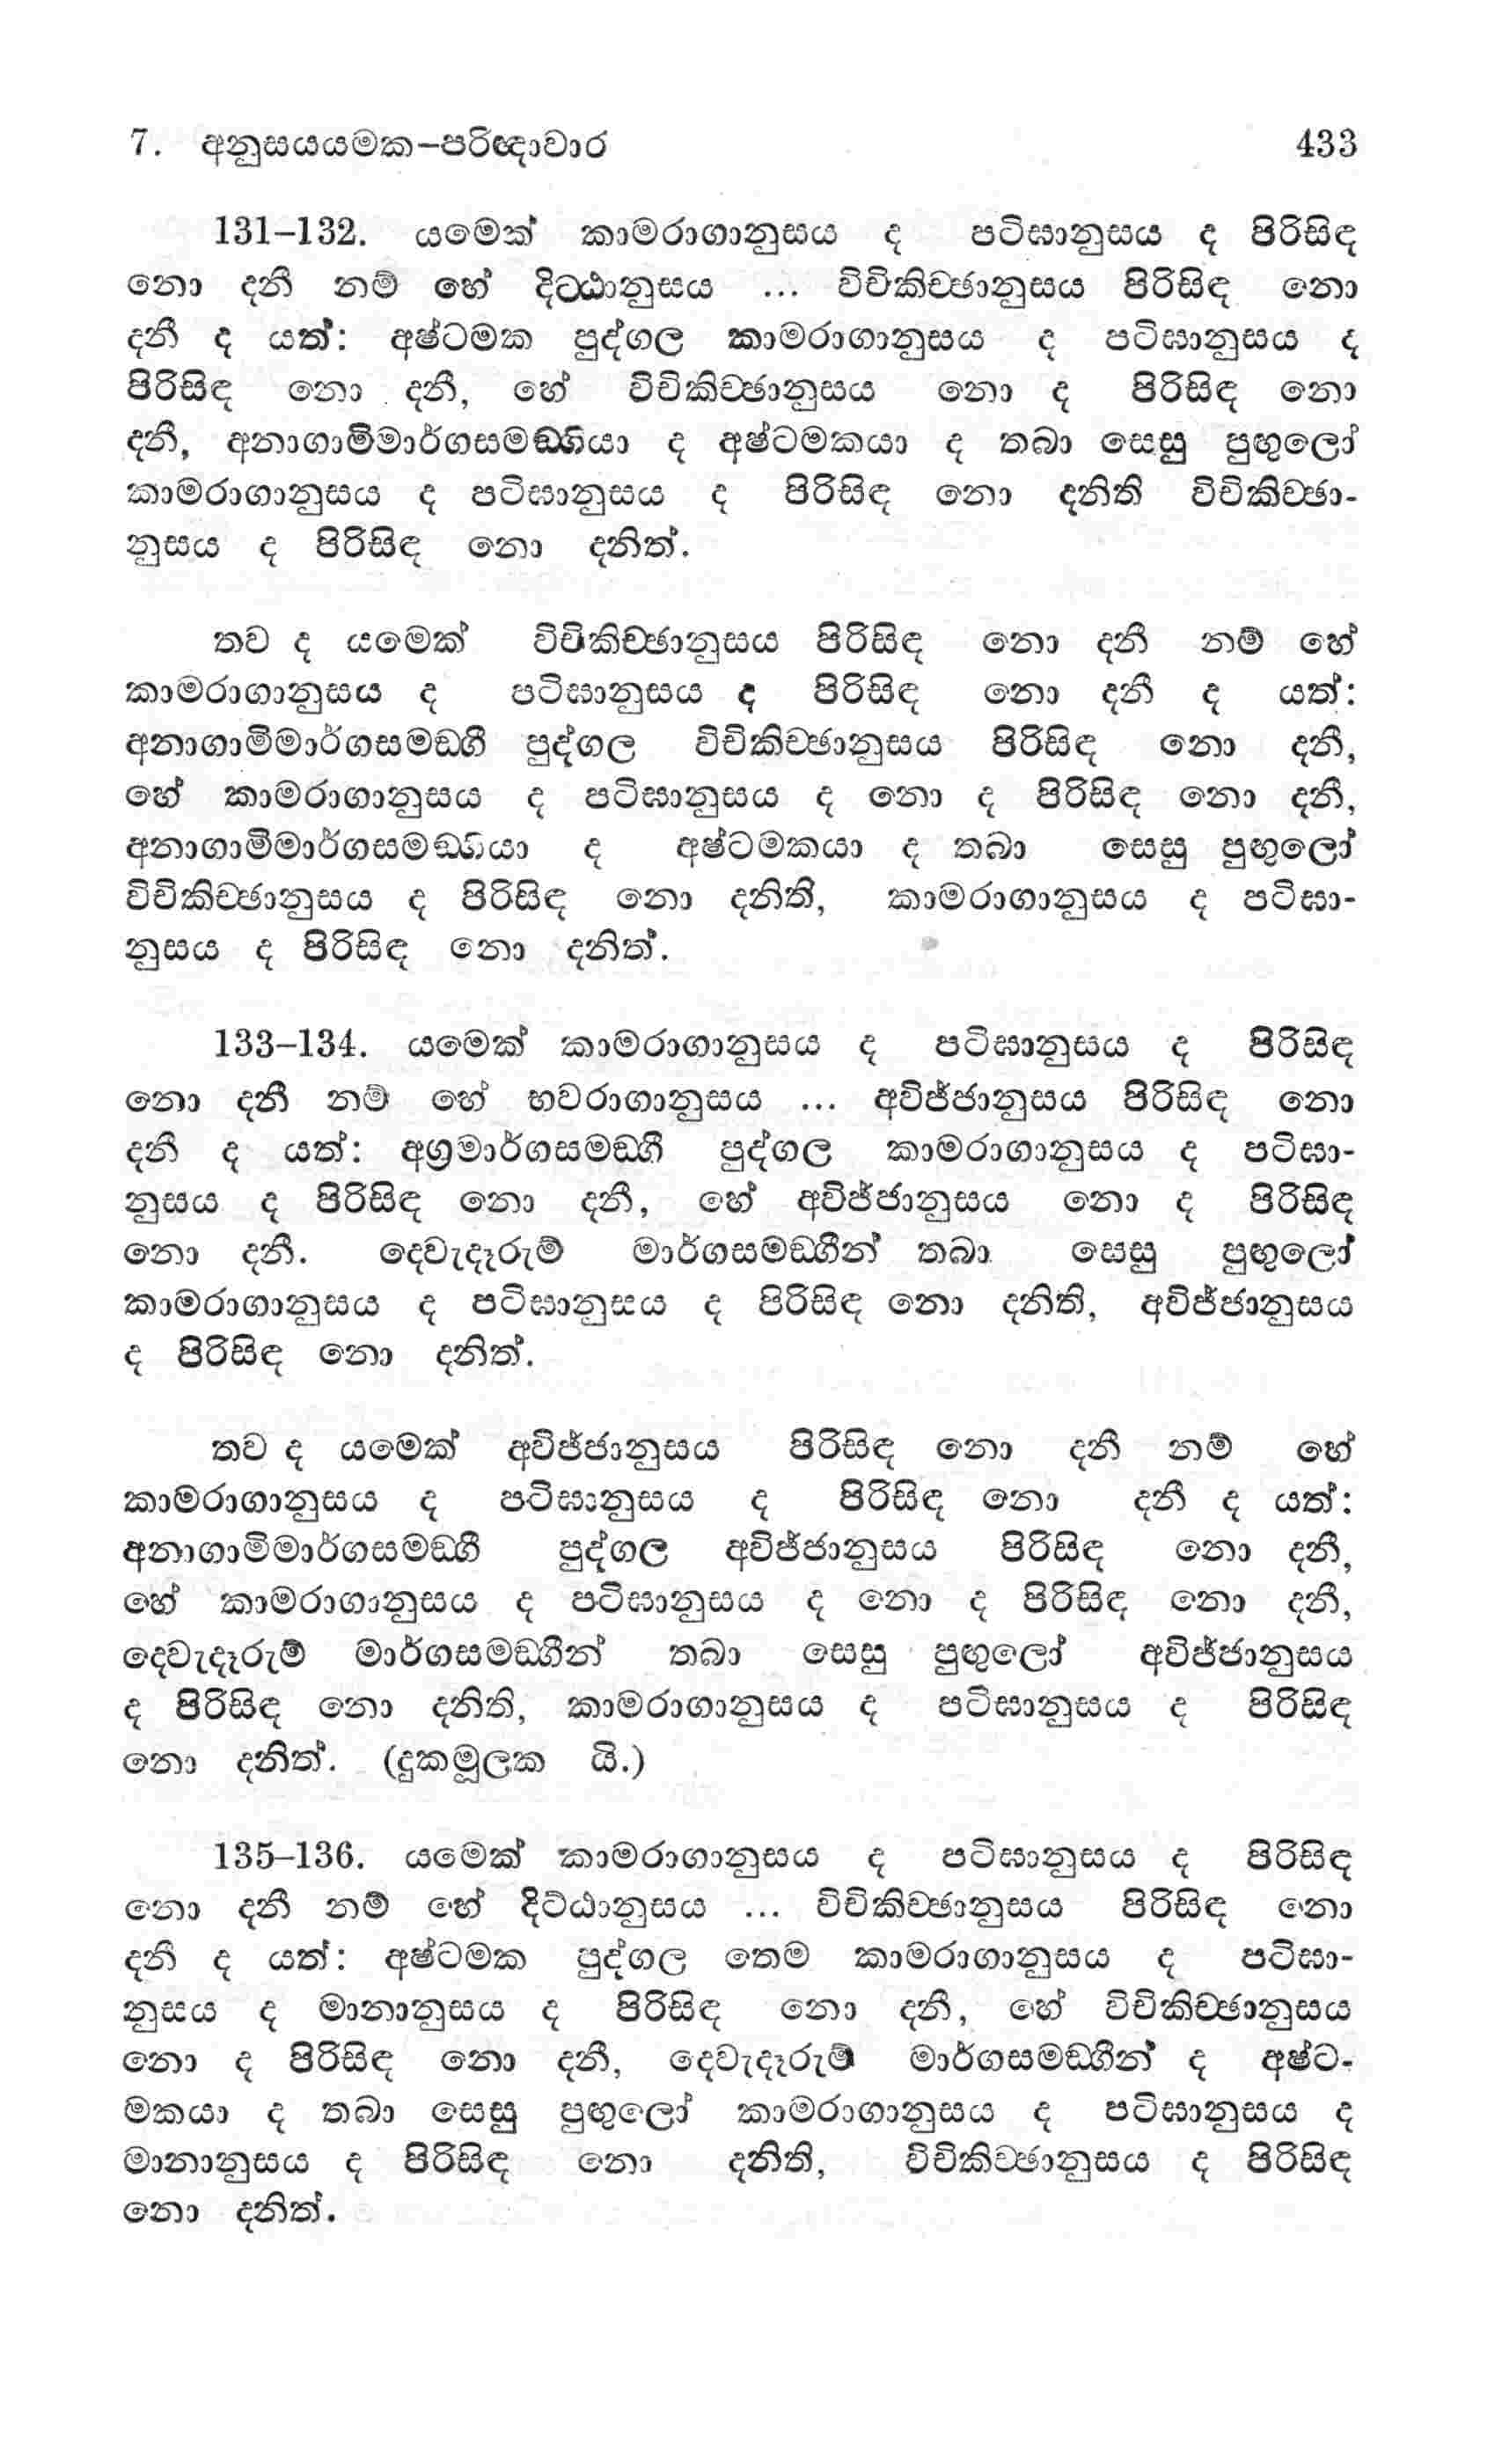 7. අනුසයයමක–පරිඤාවාර 433
131–132. යමෙක් කාමරාගානුසය ද පටිඝානුසය ද පිරිසිඳ
නො දනී නම් හේ දිට්ඨානුසය ... විචිකිච්ඡානුසය පිරිසිඳ නො
දනී ද යත්: අෂ්ටමක පුද්ගල කාමරාගානුසය ද පටිඝානුසය ද
පිරිසිඳ නො දනී, හේ විචිකිච්ඡානුසය නො ද පිරිසිඳ නො
දනී, අනාගාමිමාර්ගසමඞ්ගියා ද අෂ්ටමකයා ද තබා සෙසු පුඟුලෝ
කාමරාගානුසය ද පටිඝානුසය ද පිරිසිඳ නො දනිති විචිකිච්ඡා-
නුසය ද පිරිසිඳ නො දනිත්.
තව ද යමෙක් විචිකිච්ඡානුසය පිරිසිඳ නො දනී නම් හේ
කාමරාගානුසය ද පටිඝානුසය ද පිරිසිඳ නො දනී ද යත්:
අනාගාමිමාර්ගසමඞ්ගී පුද්ගල විචිකිච්ඡානුසය පිරිසිඳ නො දනී,
හේ කාමරාගානුසය ද පටිඝානුසය ද නො ද පිරිසිඳ නො දනී,
අනාගාමිමාර්ගසමඞ්ගියා ද අෂ්ටමකයා ද තබා සෙසු පුඟුලෝ
විචිකිච්ඡානුසය ද පිරිසිඳ නො දනිති, කාමරාගානුසය ද පටිඝා-
නුසය ද පිරිසිඳ නො දනිත්.
133–134. යමෙක් කාමරාගානුසය ද පටිඝානුසය ද පිරිසිඳ
නො දනී නම් හේ භවරාගානුසය ... අවිජ්ජානුසය පිරිසිඳ නො
දනී ද යත්: අග්‍රමාර්ගසමඞ්ගී පුද්ගල කාමරාගානුසය ද පටිඝා-
නුසය ද පිරිසිඳ නො දනී, හේ අවිජ්ජානුසය නො ද පිරිසිඳ
නො දනී. දෙවැදෑරුම් මාර්ගසමඞ්ගීන් තබා සෙසු පුඟුලෝ
කාමරාගානුසය ද පටිඝානුසය ද පිරිසිඳ නො දනිති, අවිජ්ජානුසය
ද පිරිසිඳ නො දනිත්.
තව ද යමෙක් අවිජ්ජානුසය පිරිසිඳ නො දනී නම් හේ
කාමරාගානුසය ද පටිඝානුසය ද පිරිසිඳ නො දනී ද යත්:
අනාගාමිමාර්ගසමඞ්ගී පුද්ගල අවිජ්ජානුසය පිරිසිඳ නො දනී,
හේ කාමරාගානුසය ද පටිඝානුසය ද නො ද පිරිසිඳ නො දනී,
දෙවැදෑරුම් මාර්ගසමඞ්ගීන් තබා සෙසු පුඟුලෝ අවිජ්ජානුසය
ද පිරිසිඳ නො දනිති, කාමරාගානුසය ද පටිඝානුසය ද පිරිසිඳ
නො දනිත්. (දුකමූලක යි.)
135–136. යමෙක් කාමරාගානුසය ද පටිඝානුසය ද පිරිසිඳ
නො දනී නම් හේ දිට්ඨානුසය ... විචිකිච්ඡානුසය පිරිසිඳ නො
දනී ද යත්: අෂ්ටමක පුද්ගල තෙම කාමරාගානුසය ද පටිඝා-
නුසය ද මානානුසය ද පිරිසිඳ නො දනී, හේ විචිකිච්ඡානුසය
නො ද පිරිසිඳ නො දනී, දෙවැදෑරුම් මාර්ගසමඞ්ගීන් ද අෂ්ට-
මකයා ද තබා සෙසු පුඟුලෝ කාමරාගානුසය ද පටිඝානුසය ද
මානානුසය ද පිරිසිඳ නො දනිති, විචිකිච්ඡානුසය ද පිරිසිඳ
නො දනිත්.